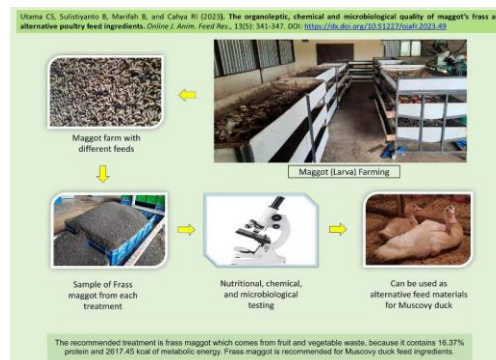 Utama CS, Sulistiyanto B, Marifah B, and Cahya RI (2023). The organoleptic, chemical and microbiological quality of maggot's frass as
alternative poultry feed ingredients. Online J. Anim. Feed Res., 13(5): 341-347. DOI: https://dx.doi.org/10.51227/ojafr.2023.49
Maggot farm with
different feeds
Maggot (Larva) Farming
Sample of Frass
maggot from each
treatment
Nutritional, chemical,
and microbiological
testing
Can be used as
alternative feed materials
for Muscovy duck
The recommended treatment is frass maggot which comes from fruit and vegetable waste, because it contains 16.37%
protein and 2617.45 kcal of metabolic energy. Frass maggot is recommended for Muscovy duck feed ingredients.